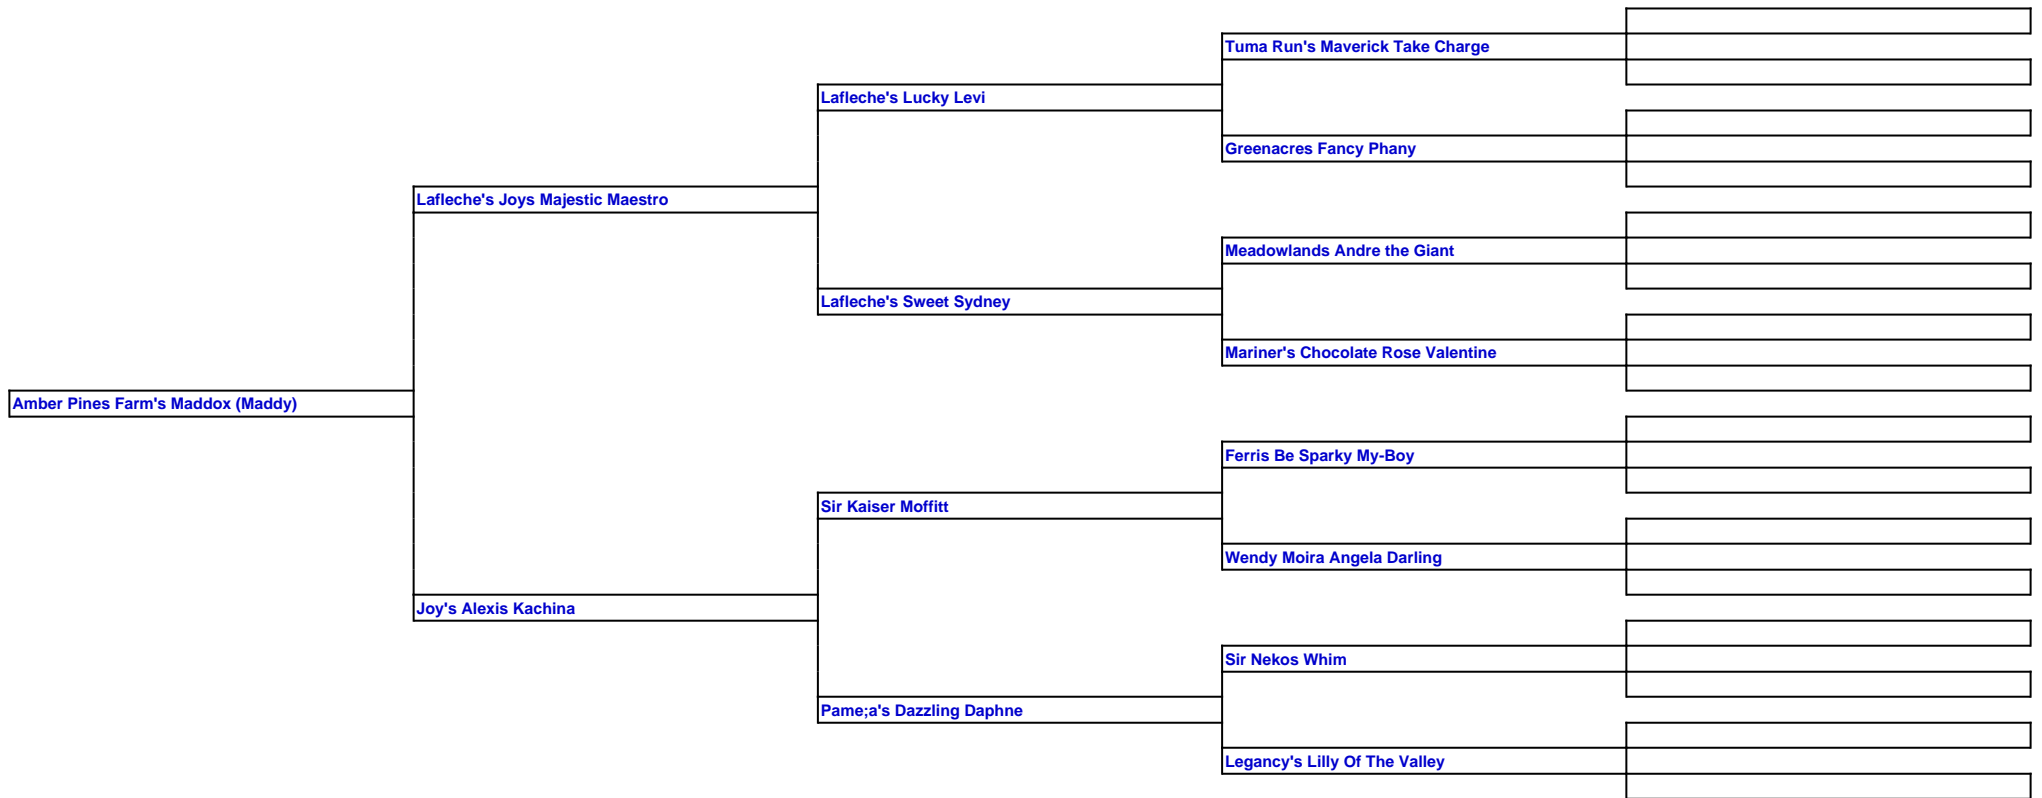 Tuma Run's Maverick Take Charge
Lafleche's Lucky Levi
Greenacres Fancy Phany
Lafleche's Joys Majestic Maestro
Meadowlands Andre the Giant
Lafleche's Sweet Sydney
Mariner's Chocolate Rose Valentine
Amber Pines Farm's Maddox (Maddy)
Ferris Be Sparky My-Boy
Sir Kaiser Moffitt
Wendy Moira Angela Darling
Joy's Alexis Kachina
Sir Nekos Whim
Pame;a's Dazzling Daphne
Legancy's Lilly Of The Valley